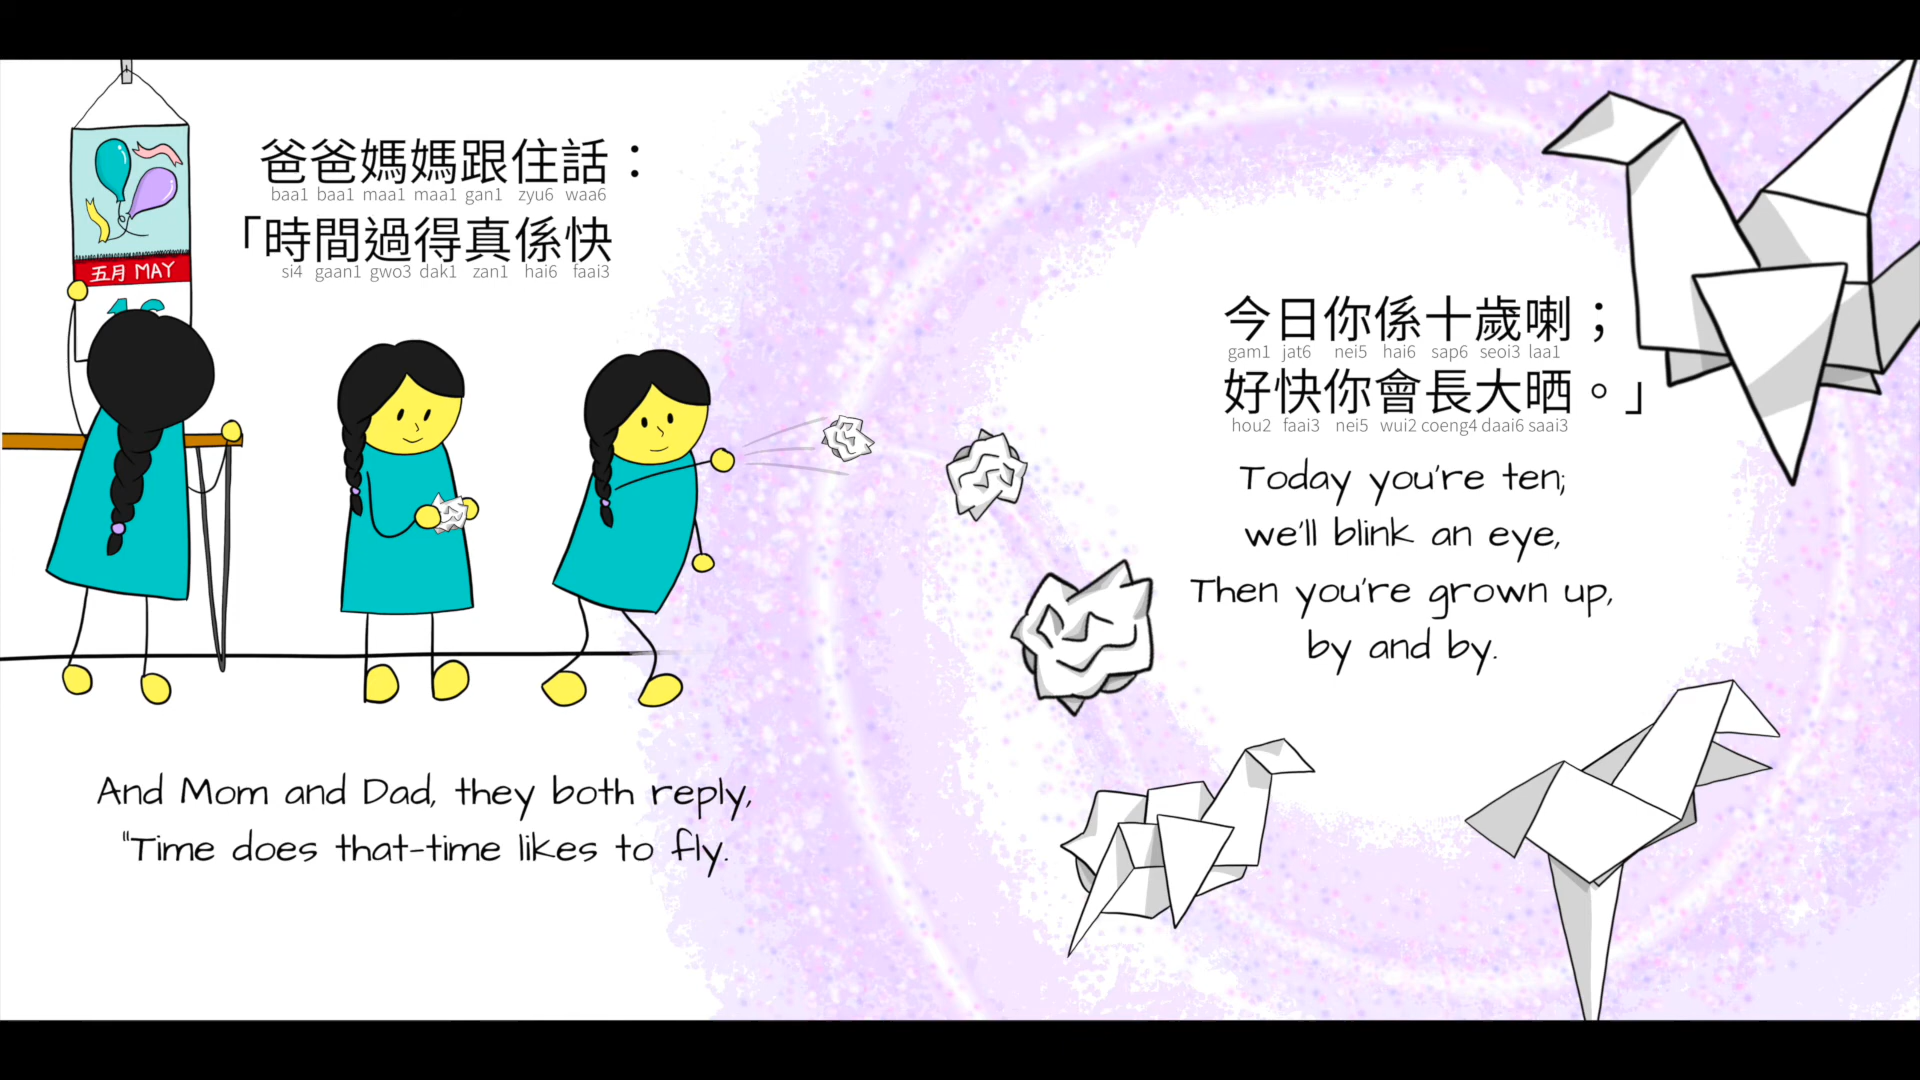 五月 MAY
爸爸媽媽跟住話：
baa1 baa1 maa1 maa1 gan1 zyu6 waa6
「時間過得真係快
si4 gaan1 gwo3 dak1 zan1 hai6 faai3
And Mom and Dad, they both reply,
"Time does that-time likes to fly.
今日你係十歲喇；
gam1 jat6 nei5 hai6 sap6 seoi3 laa1
好快你會長大晒。」
hou2 faai3 nei5 wui2 coeng4 daai6 saai3
Today you're ten;
we'll blink an eye,
Then you're grown up,
by and by.